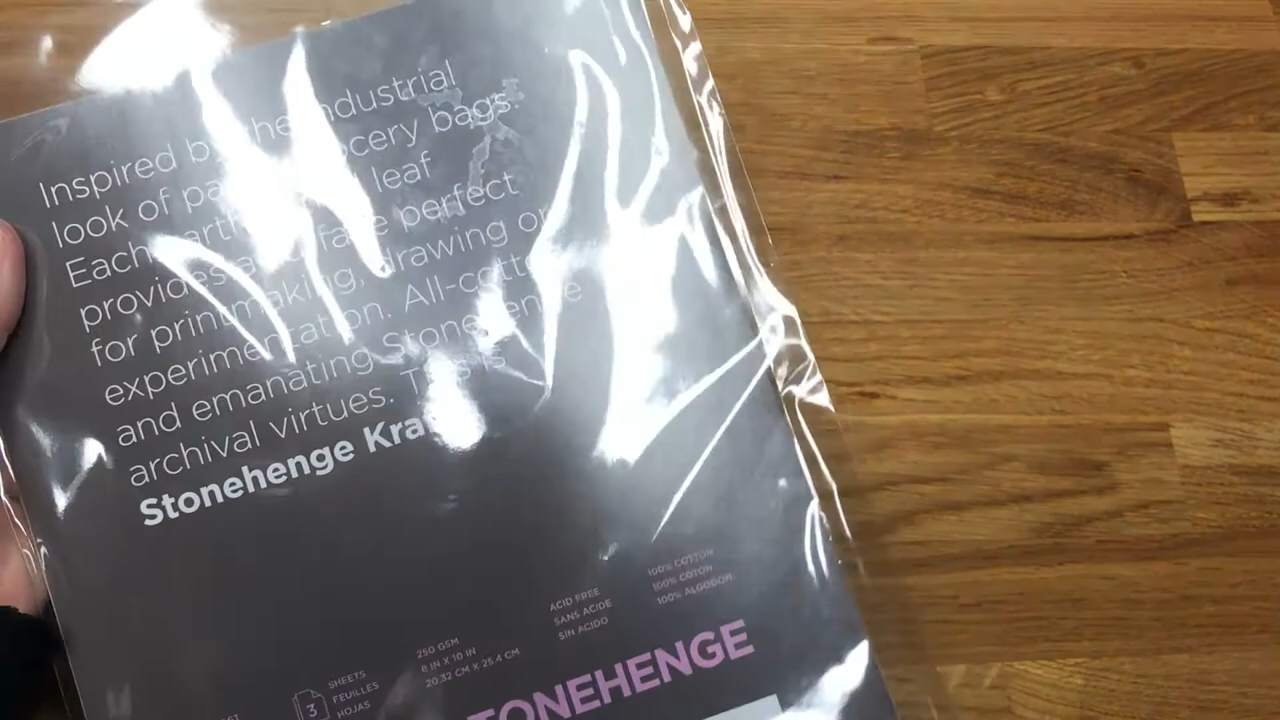 Inspired by the industrial
look of pa cery bags.
Each earth leaf
provides a face perfect
for printmaking, drawing or
experimentation. All-cotton
and emanating Stonehenge
archival virtues. This is
Stonehenge Kraft
100% COTTON
100% COTON
100% ALGODON
ACID FREE
SANS ACIDE
SIN ACIDO
250 GSM
8 IN X 10 IN
20.32 CM X 25.4 CM
SHEETS
FEUILLES
HOJAS
3
STONEHENGE